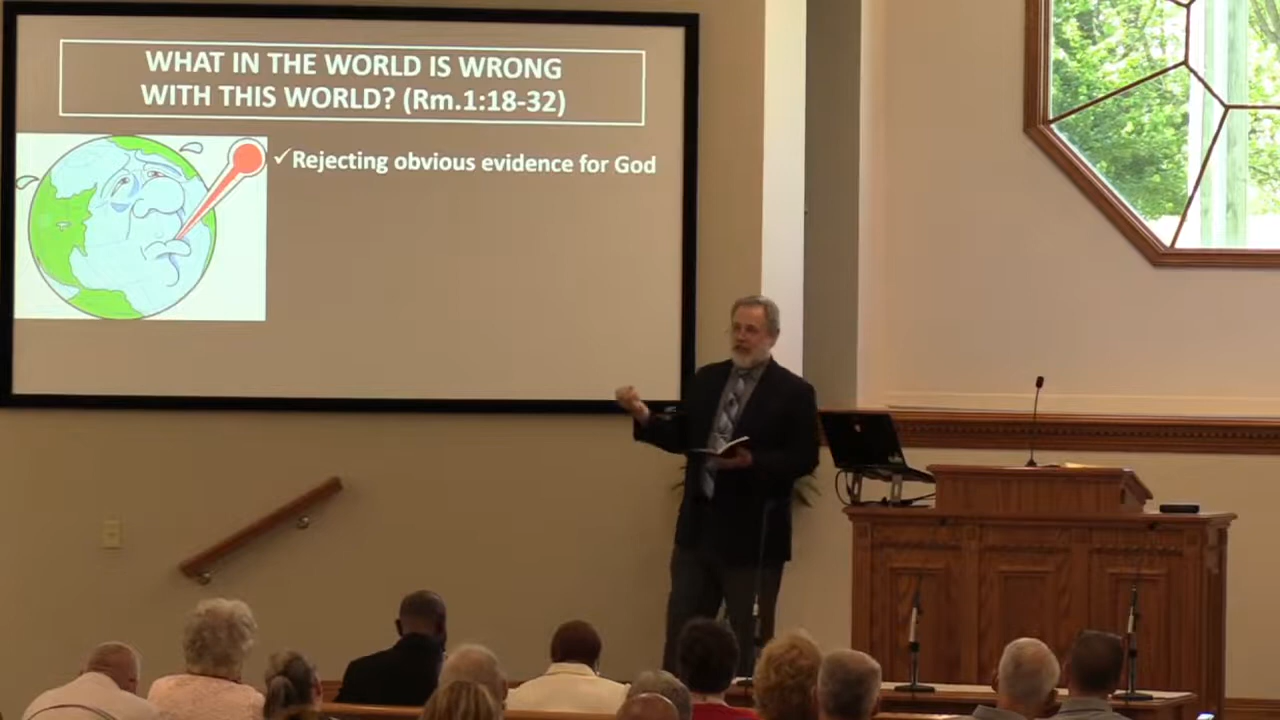 WHAT IN THE WORLD IS WRONG
WITH THIS WORLD? (Rm.1:18-32)
✓Rejecting obvious evidence for God